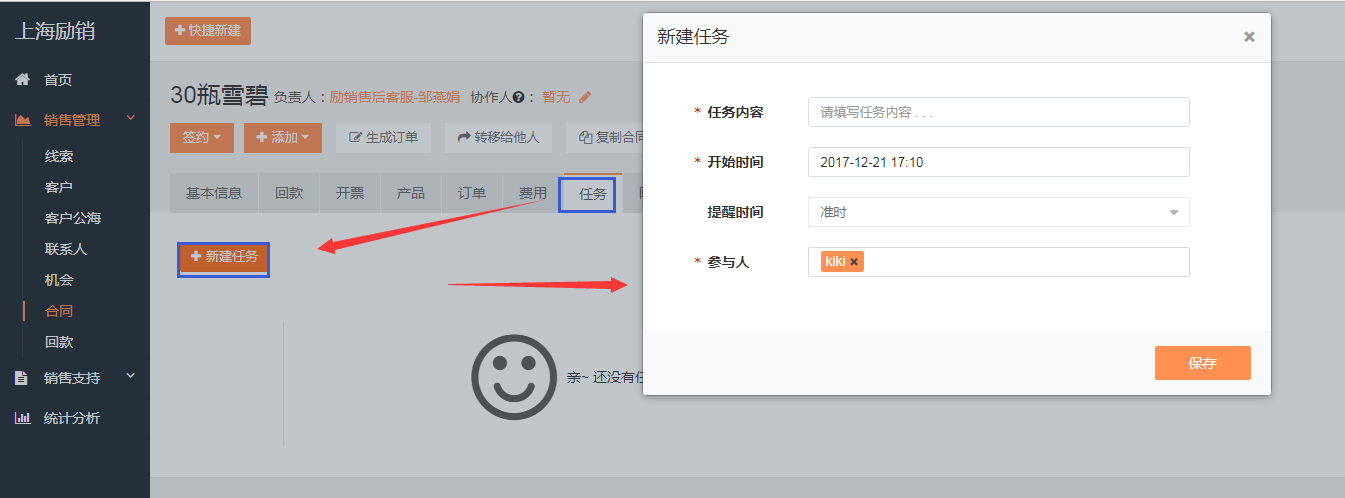 上海励销
首页
销售管理
线索
客户
客户公海
联系人
机会
合同
回款
销售支持
统计分析
快捷新建
30瓶雪碧 负责人：励销售后客服-邹燕娟 协作人： 暂无
签约 添加 生成订单 转移给他人 复制合同
基本信息 回款 开票 产品 订单 费用 任务
新建任务
亲~ 还没有任
新建任务 ×
* 任务内容 请填写任务内容 . . .
* 开始时间 2017-12-21 17:10
提醒时间 准时
* 参与人 kiki ×
保存